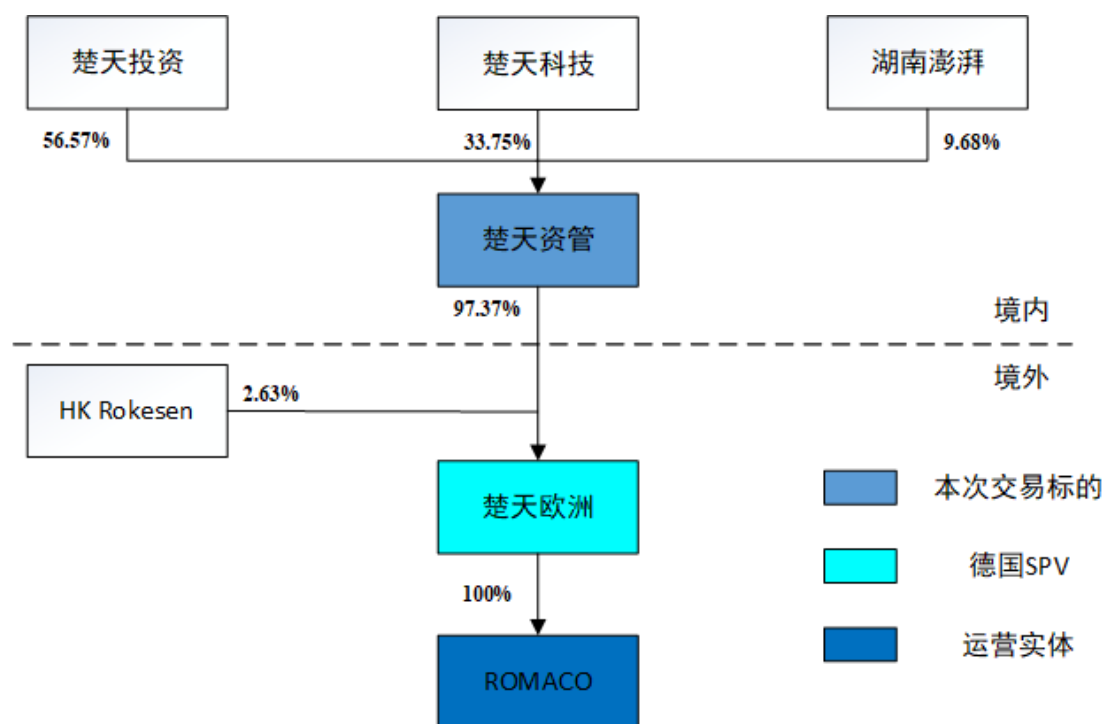 楚天投资
楚天科技
湖南澎湃
56.57%
33.75%
9.68%
楚天资管
97.37%
境内
境外
HK Rokesen
2.63%
楚天欧洲
本次交易标的
德国SPV
100%
运营实体
ROMACO